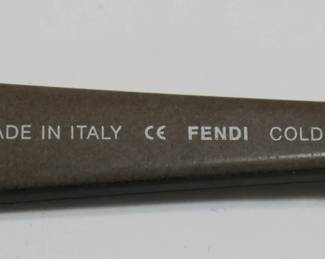 ADE IN ITALY CE FENDI COLD